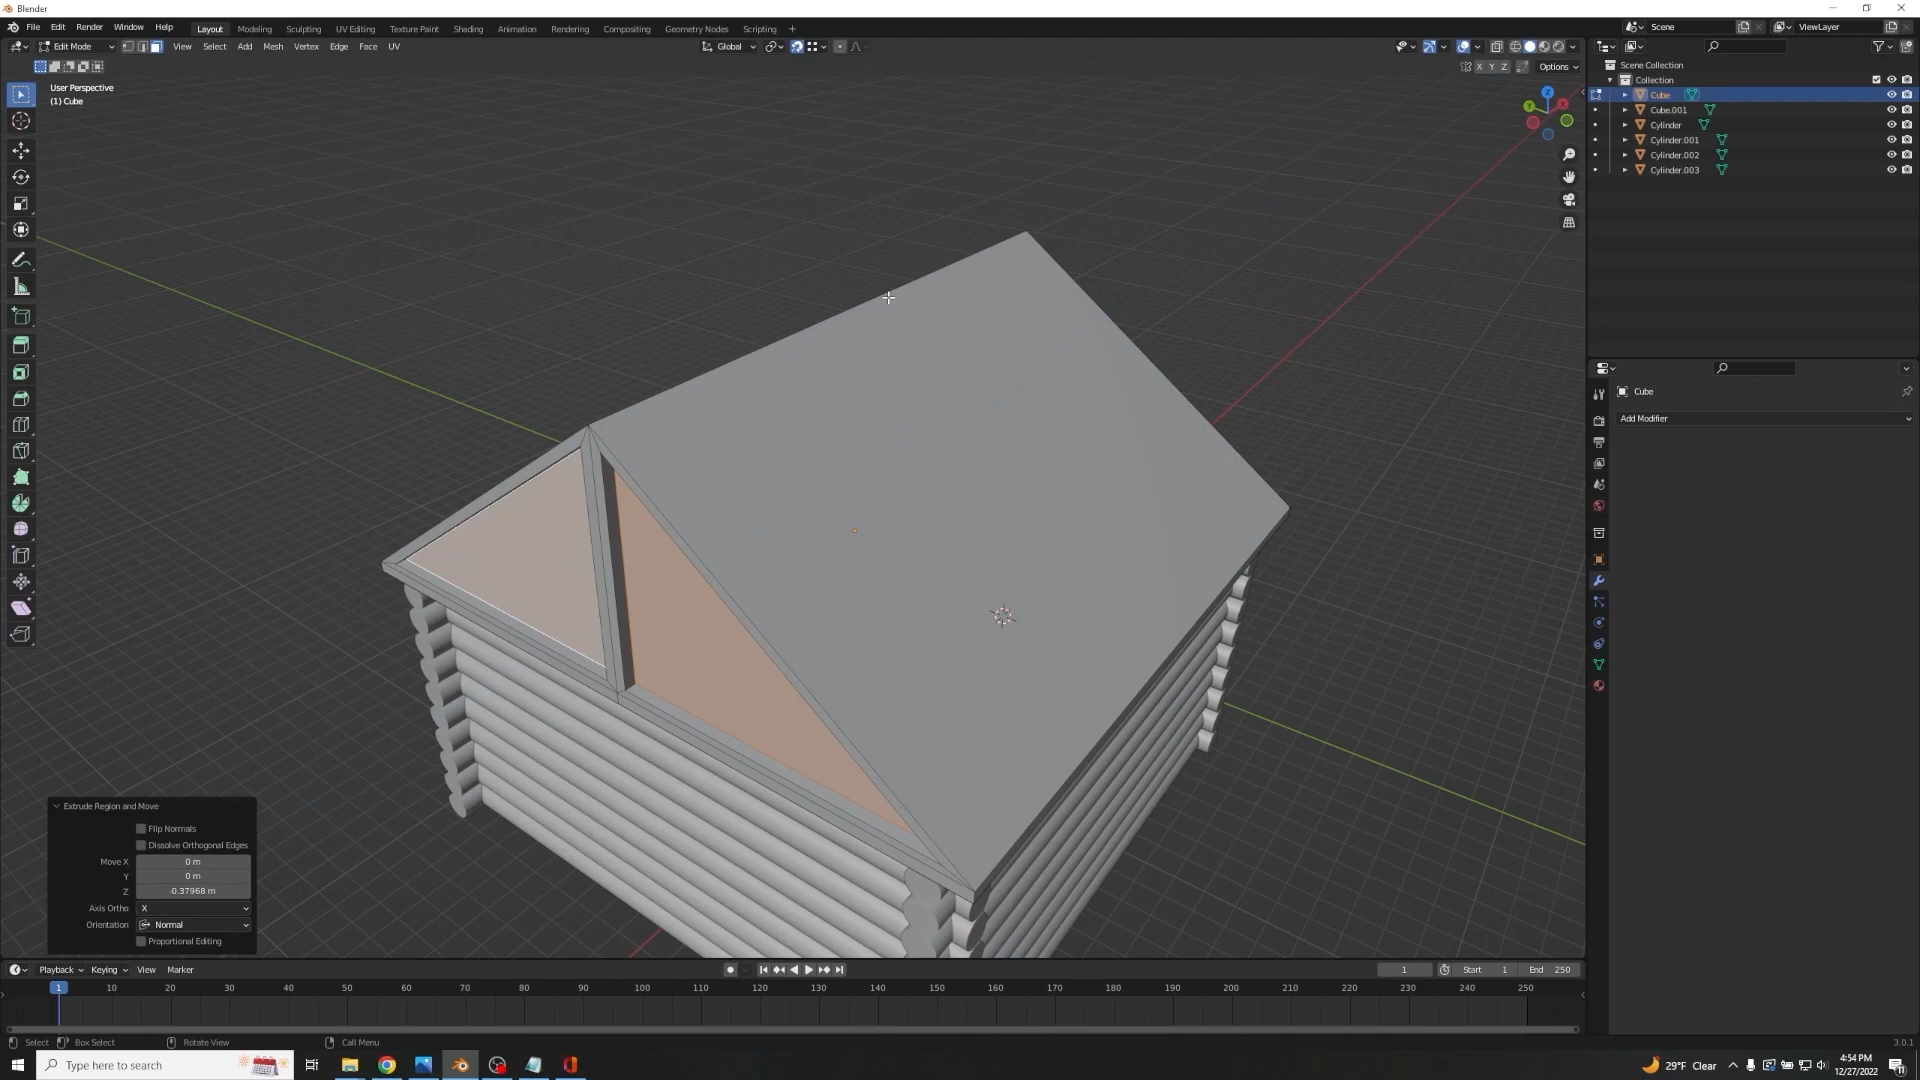 Blender
File Edit Render Window Help Layout Modeling Sculpting UV Editing Texture Paint Shading Animation Rendering Compositing Geometry Nodes Scripting + Scene ViewLayer
Edit Mode View Select Add Mesh Vertex Edge Face UV Global
X Y Z Options
User Perspective
(1) Cube
Z
Y
X
Scene Collection
Collection
Cube
Cube.001
Cylinder
Cylinder.001
Cylinder.002
Cylinder.003
Cube
Add Modifier
Extrude Region and Move
Flip Normals
Dissolve Orthogonal Edges
Move X 0 m
Y 0 m
Z -0.37968 m
Axis Ortho X
Orientation Normal
Proportional Editing
Playback Keying View Marker 1 Start 1 End 250
1 10 20 30 40 50 60 70 80 90 100 110 120 130 140 150 160 170 180 190 200 210 220 230 240 250
Select Box Select Rotate View Call Menu 3.0.1
Type here to search 29°F Clear 4:54 PM
12/27/2022